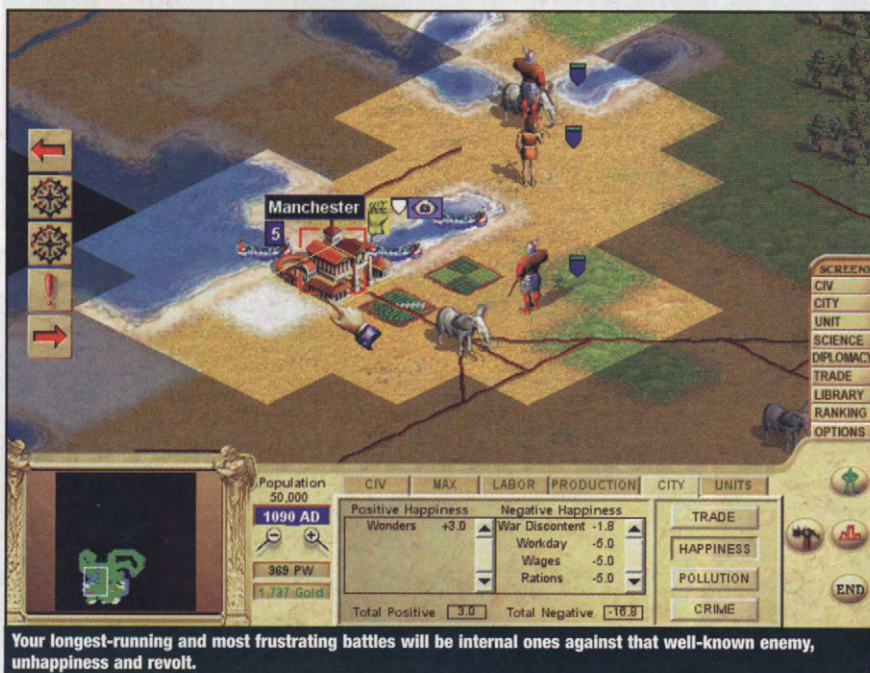 Manchester
5
SCREENS
CIV
CITY
UNIT
SCIENCE
DIPLOMACY
TRADE
LIBRARY
RANKING
OPTIONS
Population
50,000
1090 AD
369 PW
1,737 Gold
CIV MAX LABOR PRODUCTION CITY UNITS
Positive Happiness
Wonders +3.0
Total Positive 3.0
Negative Happiness
War Discontent -1.8
Workday -5.0
Wages -5.0
Rations -5.0
Total Negative -16.8
TRADE
HAPPINESS
POLLUTION
CRIME
END
Your longest-running and most frustrating battles will be internal ones against that well-known enemy,
unhappiness and revolt.